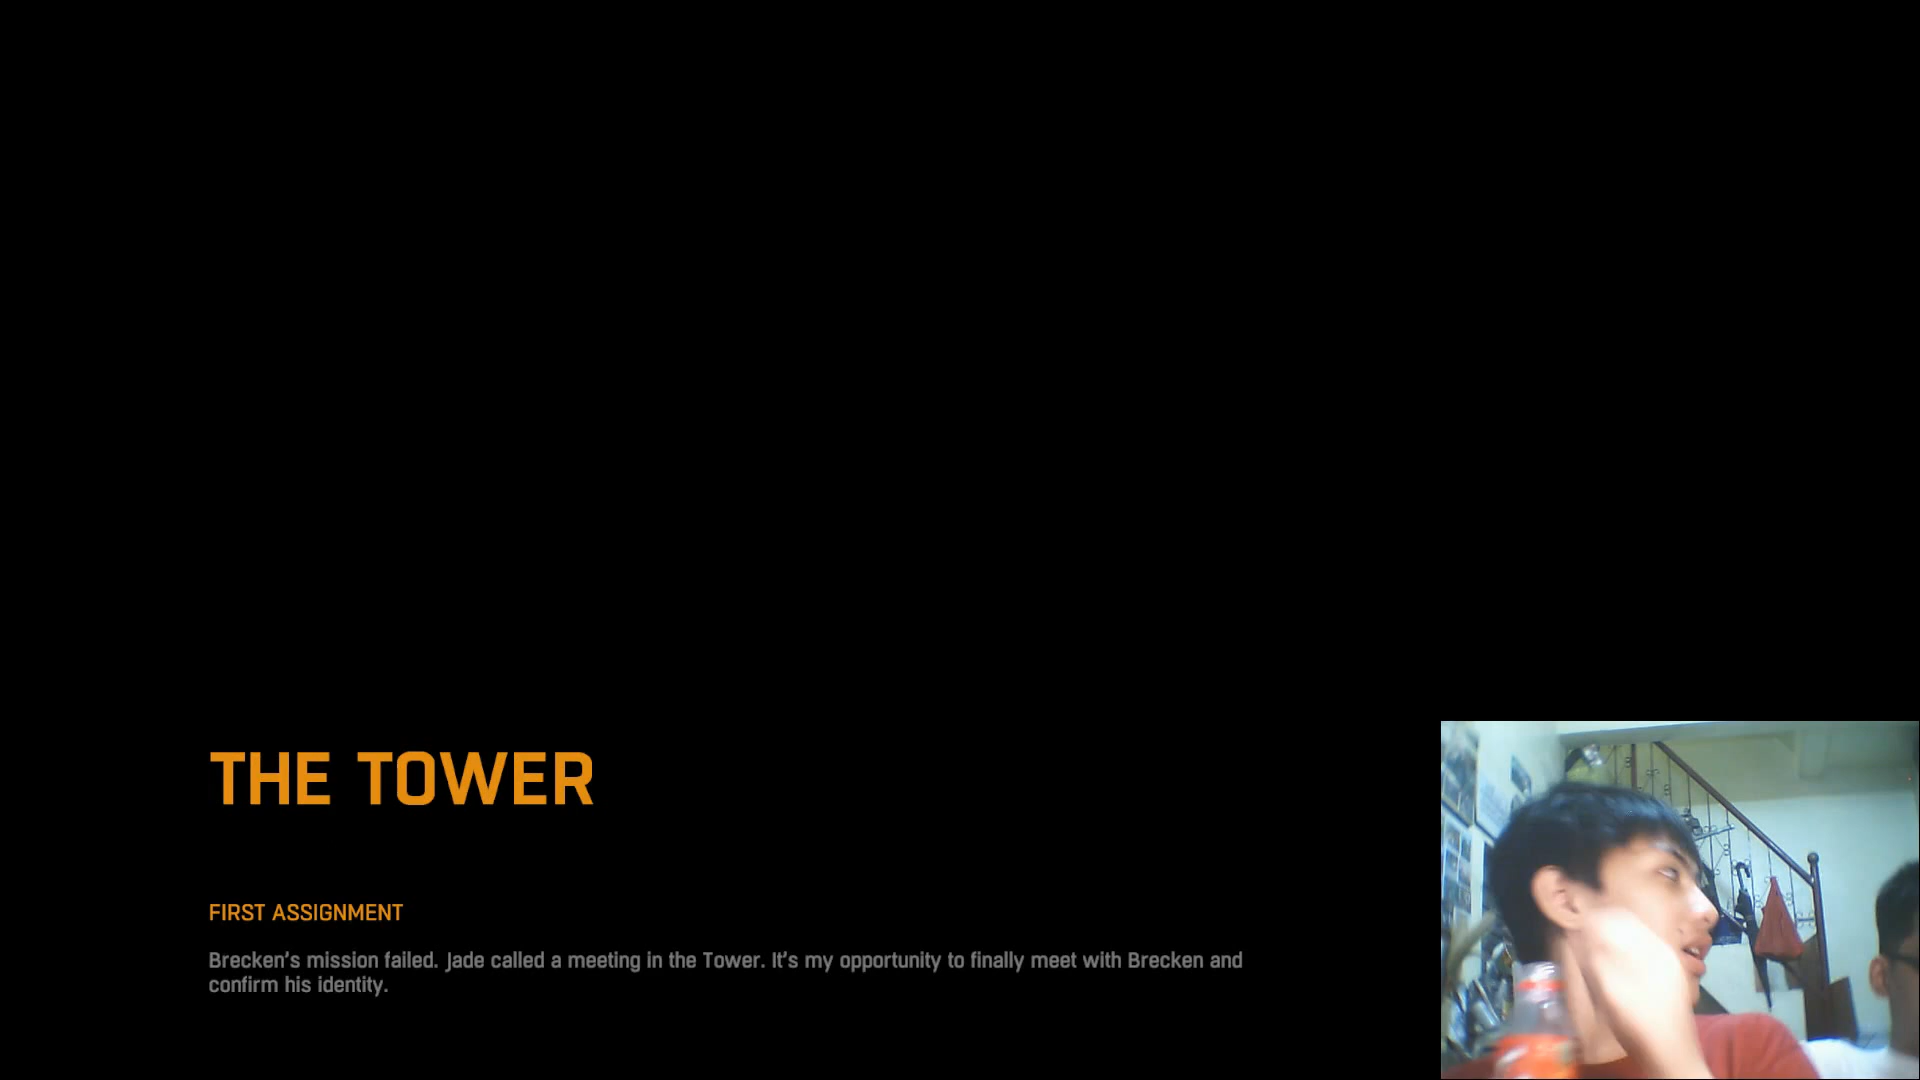 THE TOWER
FIRST ASSIGNMENT
Brecken's mission failed. Jade called a meeting in the Tower. It's my opportunity to finally meet with Brecken and
confirm his identity.